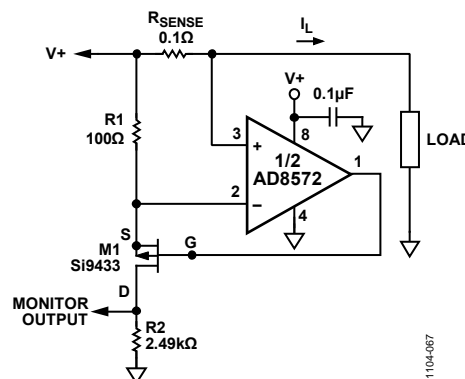 RSENSE
0.1Ω
IL
V+
V+
0.1µF
R1
100Ω
3
8
+
1/2
AD8572
1
LOAD
2
−
4
S
M1
Si9433
G
D
MONITOR
OUTPUT
R2
2.49kΩ
1104-067